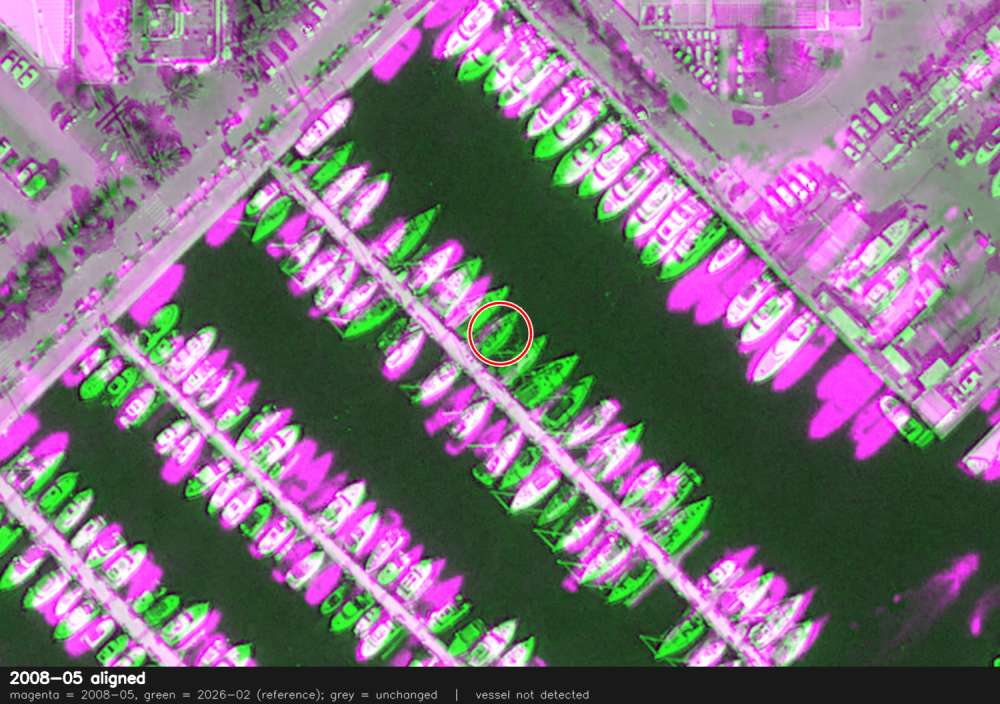 2008-05 aligned
magenta = 2008-05, green = 2026-02 (reference); grey = unchanged | vessel not detected